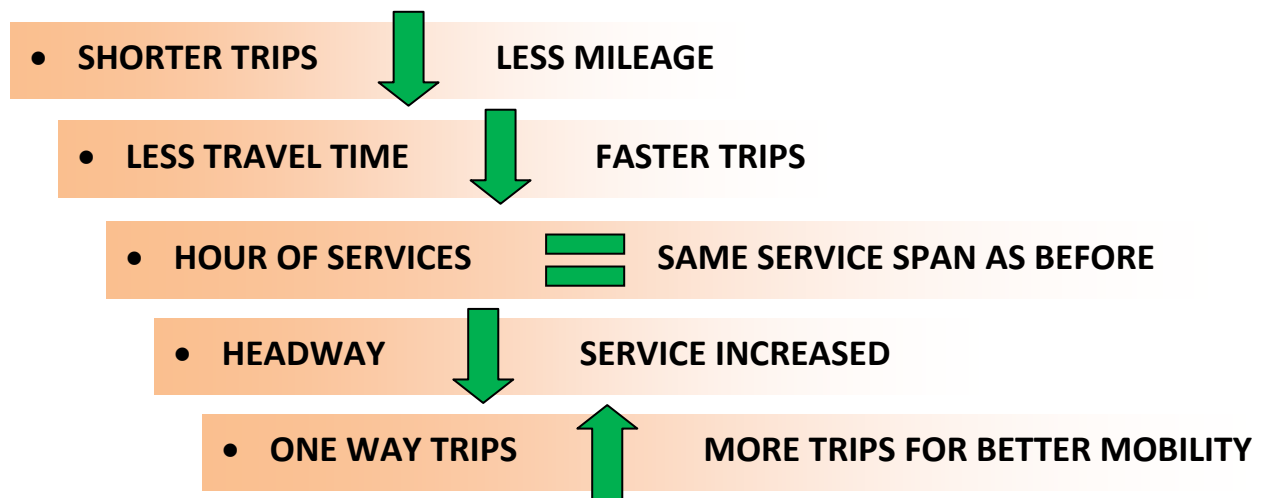 • SHORTER TRIPS LESS MILEAGE
• LESS TRAVEL TIME FASTER TRIPS
• HOUR OF SERVICES SAME SERVICE SPAN AS BEFORE
• HEADWAY SERVICE INCREASED
• ONE WAY TRIPS MORE TRIPS FOR BETTER MOBILITY